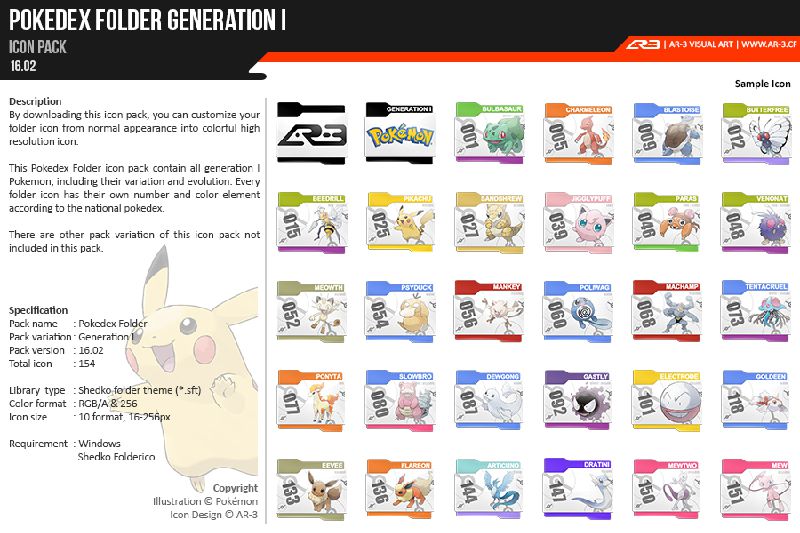 POKEDEX FOLDER GENERATION I
ICON PACK
16.02
AR-3 | AR-3 VISUAL ART | WWW.AR-3.CF
Sample Icon
Description
By downloading this icon pack, you can customize your
folder icon from normal appearance into colorful high
resolution icon.
This Pokedex Folder icon pack contain all generation I
Pokemon, including their variation and evolution. Every
folder icon has their own number and color element
according to the national pokedex.
There are other pack variation of this icon pack not
included in this pack.
Specification
Pack name : Pokedex Folder
Pack variation : Generation I
Pack version : 16.02
Total icon : 154
Library type : Shedko folder theme (*.sft)
Color format : RGB/A & 256
Icon size : 10 format, 16-256px
Requirement : Windows
Shedko Folderico
Copyright
Illustration © Pokémon
Icon Design © AR-3
AR-3
GENERATION I
POKéMON
BULBASAUR
001
CHARMELEON
005
BLASTOISE
009
BUTTERFREE
012
BEEDRILL
015
PIKACHU
025
SANDSHREW
027
JIGGLYPUFF
039
PARAS
046
VENONAT
048
MEOWTH
052
PSYDUCK
054
MANKEY
056
POLIWAG
060
MACHAMP
068
TENTACRUEL
073
PONYTA
077
SLOWBRO
080
DEWGONG
087
GASTLY
092
ELECTRODE
101
GOLDEEN
118
EEVEE
133
FLAREON
136
ARTICUNO
144
DRATINI
147
MEWTWO
150
MEW
151